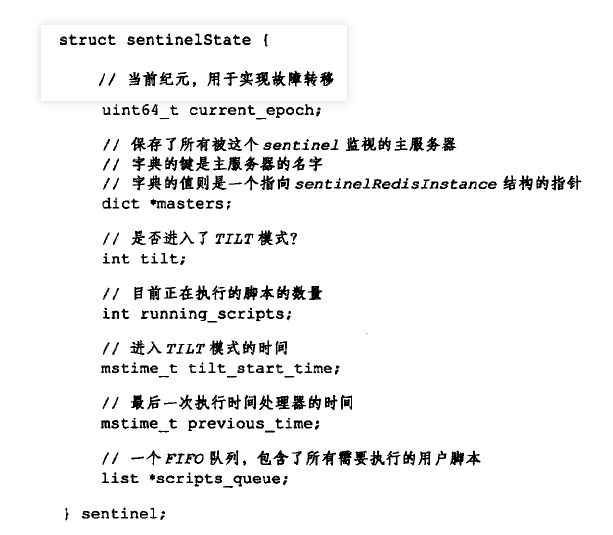 struct sentinelState {
// 当前纪元，用于实现故障转移
uint64_t current_epoch;
// 保存了所有被这个 sentinel 监视的主服务器
// 字典的键是主服务器的名字
// 字典的值则是一个指向 sentinelRedisInstance 结构的指针
dict *masters;
// 是否进入了 TILT 模式？
int tilt;
// 目前正在执行的脚本的数量
int running_scripts;
// 进入 TILT 模式的时间
mstime_t tilt_start_time;
// 最后一次执行时间处理器的时间
mstime_t previous_time;
// 一个 FIFO 队列，包含了所有需要执行的用户脚本
list *scripts_queue;
} sentinel;